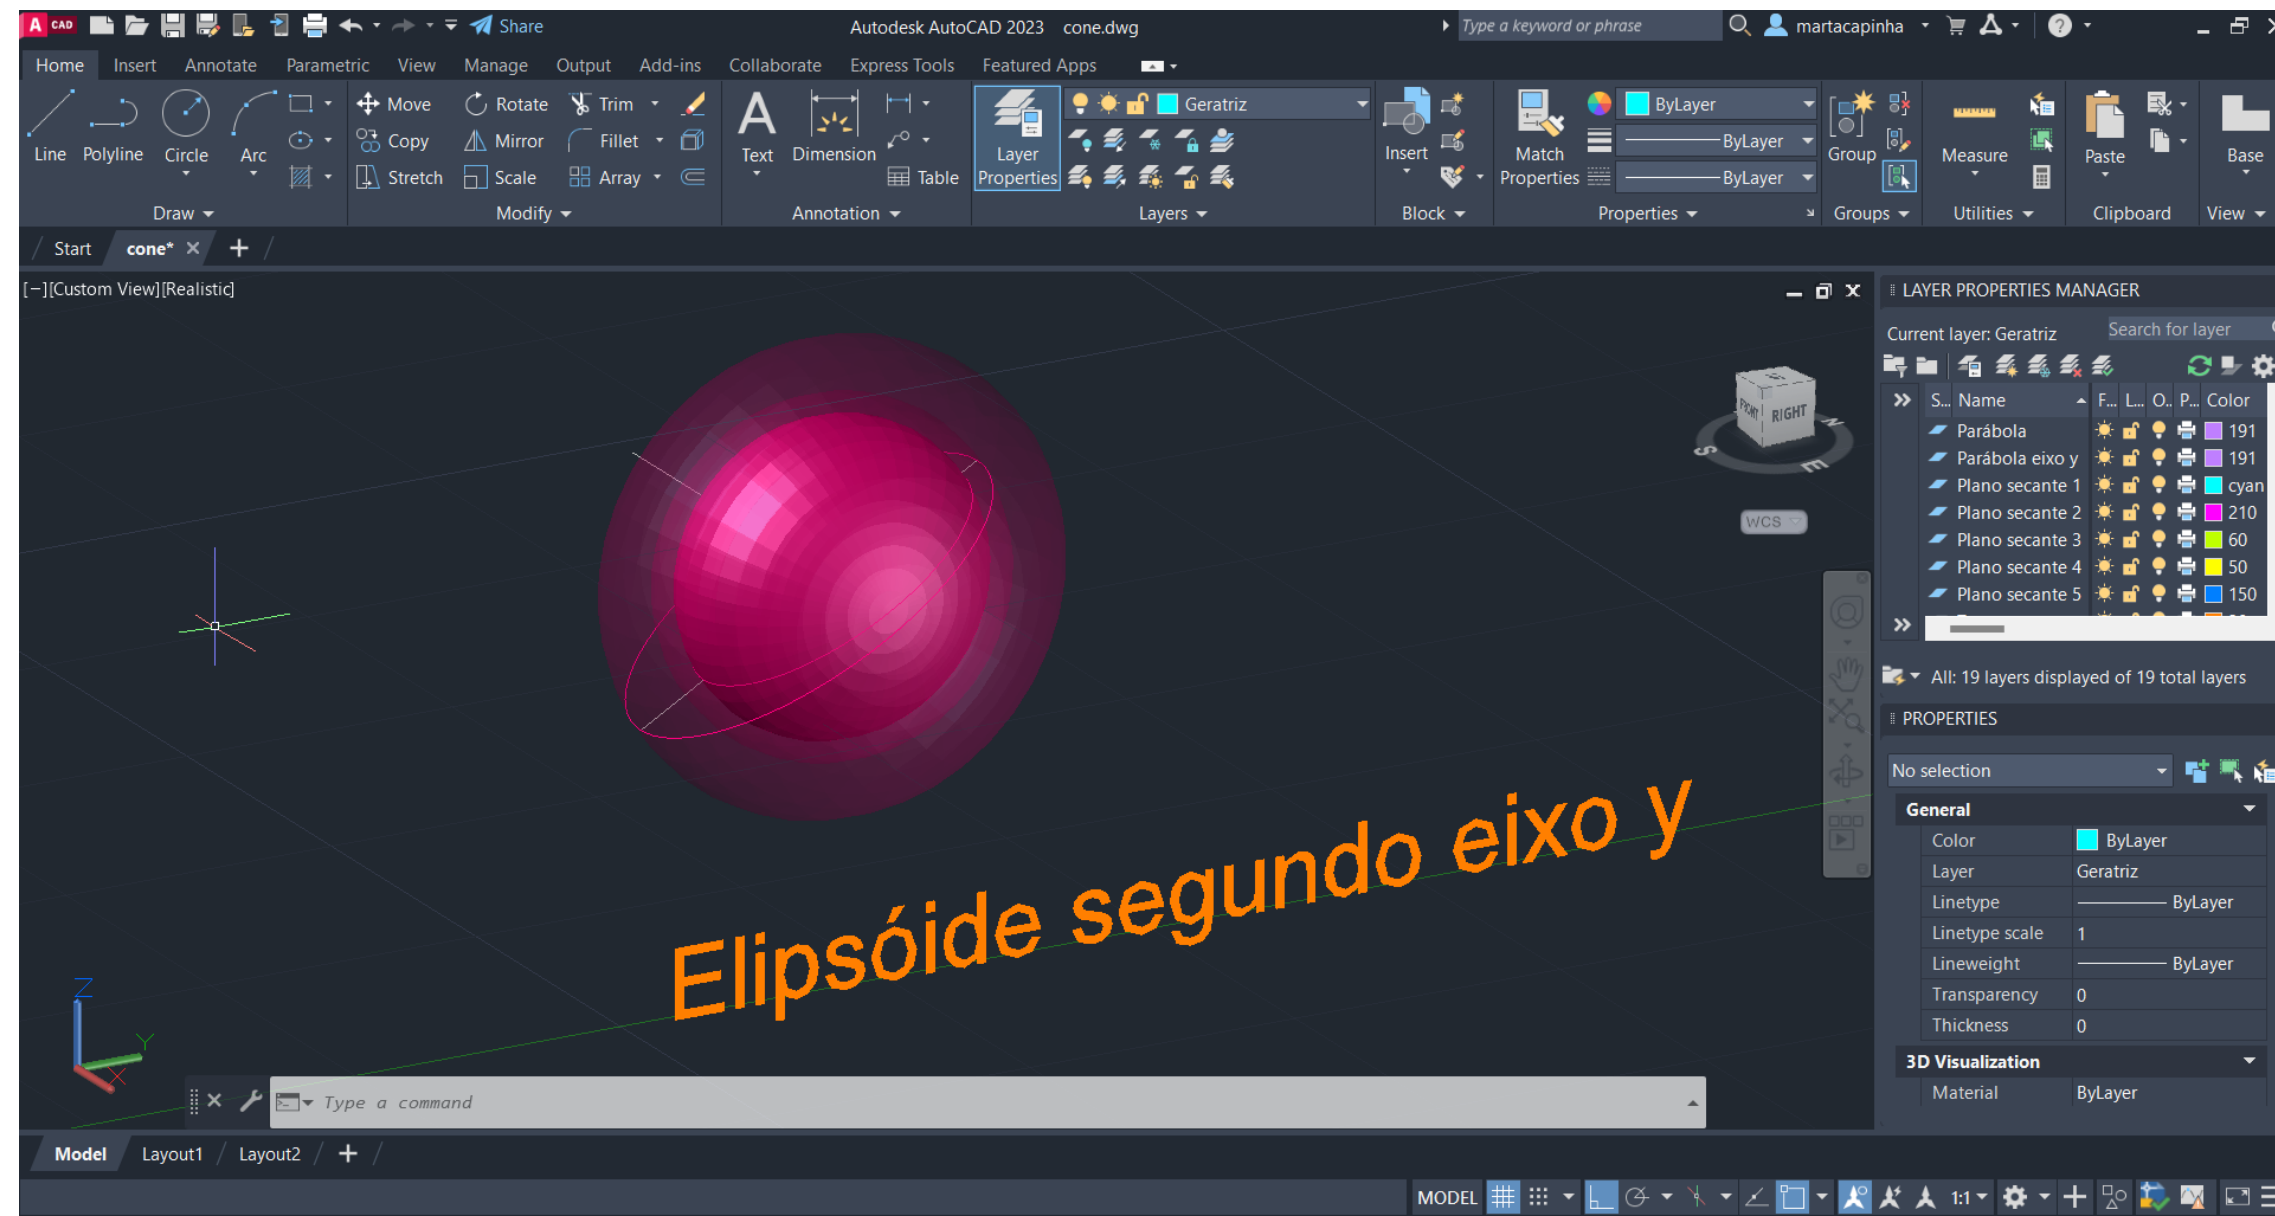 A CAD Share Autodesk AutoCAD 2023 cone.dwg Type a keyword or phrase martacapinha
Home Insert Annotate Parametric View Manage Output Add-ins Collaborate Express Tools Featured Apps
Line Polyline Circle Arc
Move Rotate Trim
Copy Mirror Fillet
Stretch Scale Array
Text Dimension Table
Layer Properties
Geratriz
Insert
Match Properties
ByLayer
ByLayer
ByLayer
Group
Measure
Paste
Base
Draw Modify Annotation Layers Block Properties Groups Utilities Clipboard View
Start cone*
[−][Custom View][Realistic]
FRONT RIGHT
S E N
WCS
Elipsóide segundo eixo y
Z
Y
X
Type a command
LAYER PROPERTIES MANAGER
Current layer: Geratriz Search for layer
S... Name F... L... O.. P... Color
Parábola 191
Parábola eixo y 191
Plano secante 1 cyan
Plano secante 2 210
Plano secante 3 60
Plano secante 4 50
Plano secante 5 150
All: 19 layers displayed of 19 total layers
PROPERTIES
No selection
General
Color ByLayer
Layer Geratriz
Linetype ByLayer
Linetype scale 1
Lineweight ByLayer
Transparency 0
Thickness 0
3D Visualization
Material ByLayer
Model Layout1 Layout2
MODEL 1:1